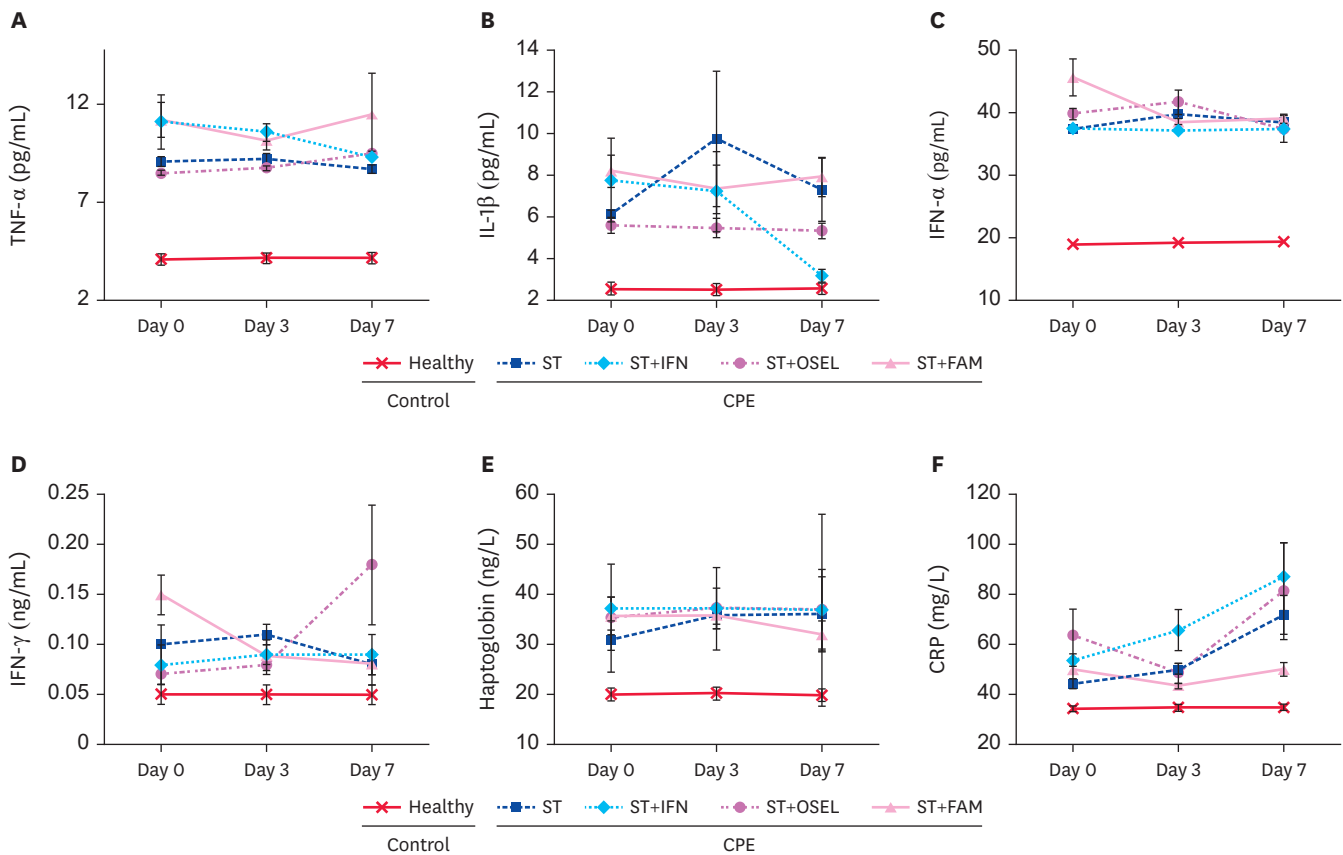 A
TNF-α (pg/mL)
12
7
2
Day 0 Day 3 Day 7
B
IL-1β (pg/mL)
14
12
10
8
6
4
2
Day 0 Day 3 Day 7
C
IFN-α (pg/mL)
50
40
30
20
10
Day 0 Day 3 Day 7
Healthy ST ST+IFN ST+OSEL ST+FAM
Control CPE
D
IFN-γ (ng/mL)
0.25
0.20
0.15
0.10
0.05
0
Day 0 Day 3 Day 7
E
Haptoglobin (ng/L)
60
50
40
30
20
10
Day 0 Day 3 Day 7
F
CRP (mg/L)
120
100
80
60
40
20
Day 0 Day 3 Day 7
Healthy ST ST+IFN ST+OSEL ST+FAM
Control CPE